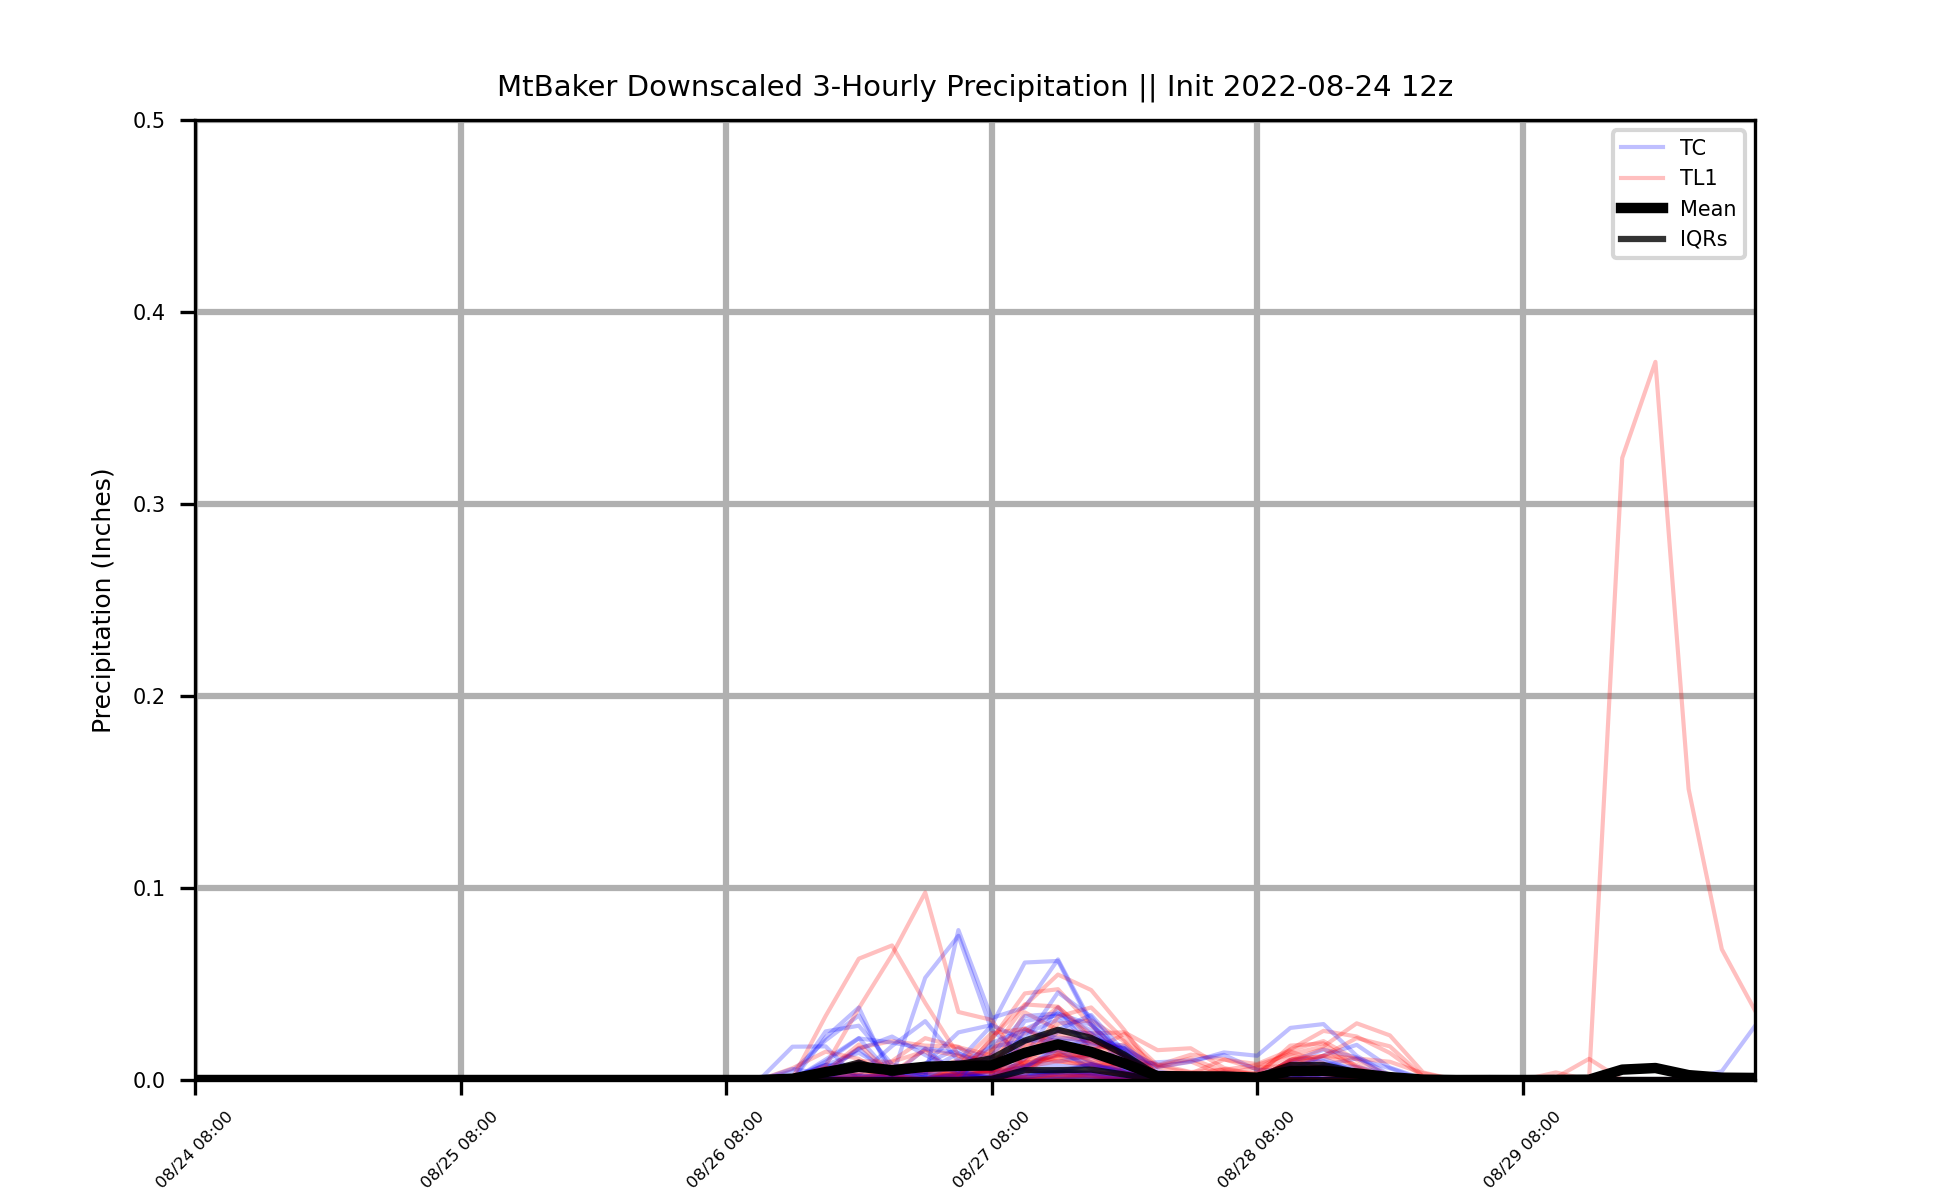 MtBaker Downscaled 3-Hourly Precipitation || Init 2022-08-24 12z
0.5
0.4
0.3
0.2
0.1
0.0
Precipitation (Inches)
TC
TL1
Mean
IQRs
08/24 08:00
08/25 08:00
08/26 08:00
08/27 08:00
08/28 08:00
08/29 08:00